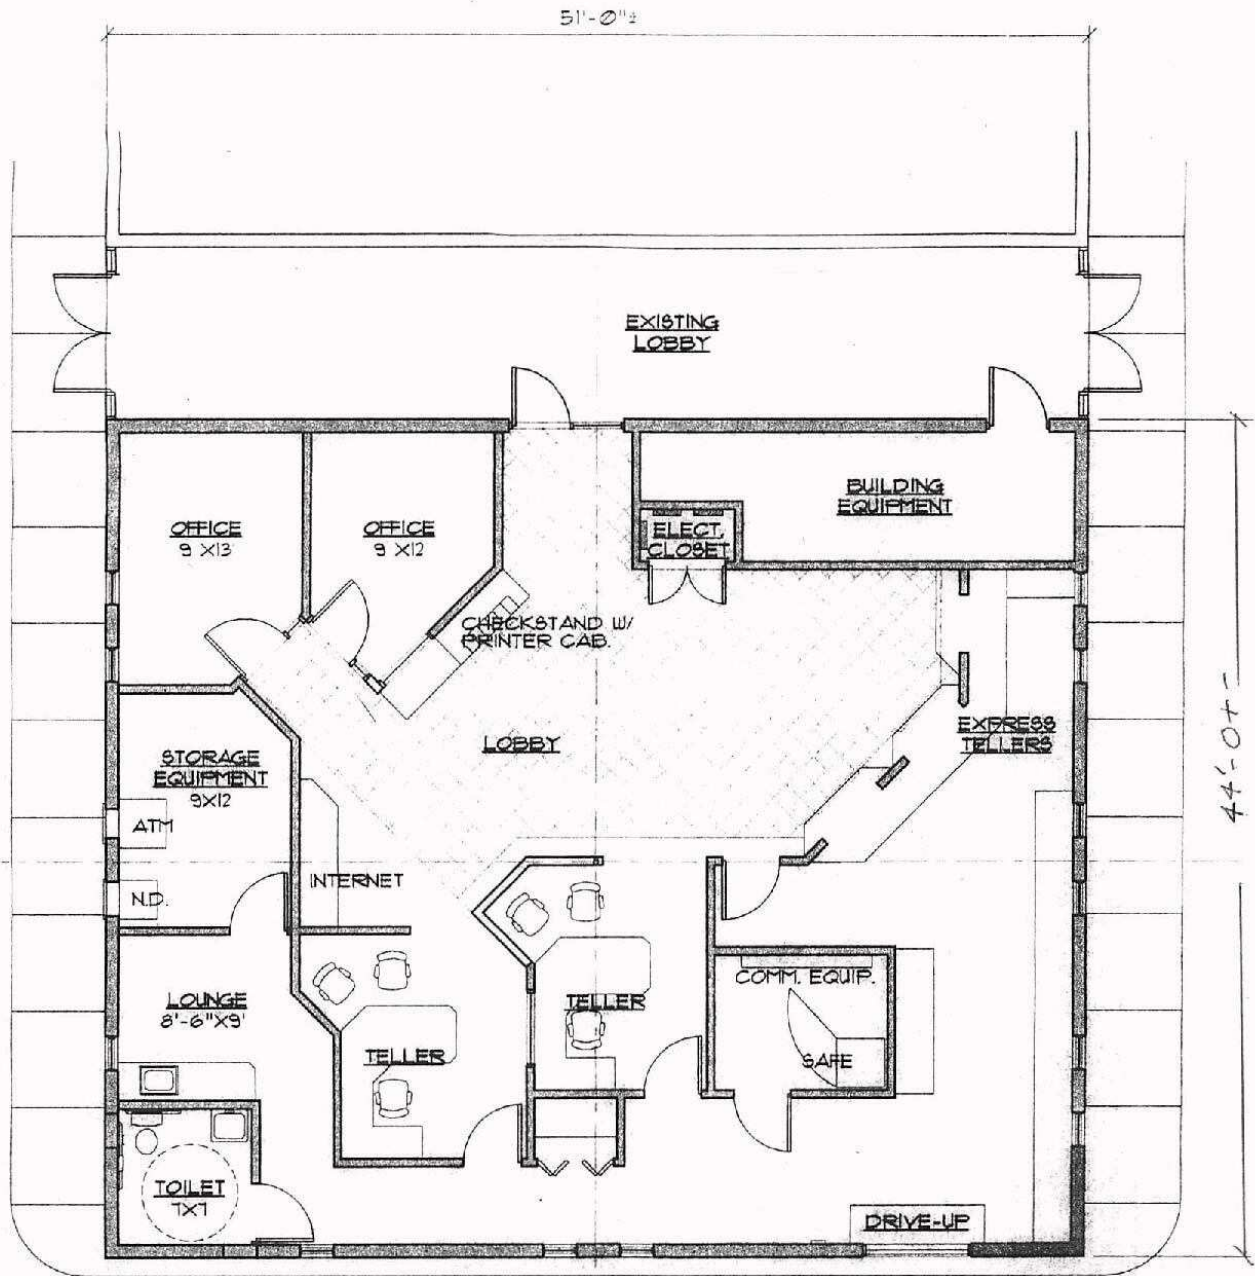 51'-0"±
EXISTING
LOBBY
BUILDING
EQUIPMENT
OFFICE
9 X13
OFFICE
9 X12
ELECT.
CLOSET
CHECKSTAND W/
PRINTER CAB.
EXPRESS
TELLERS
LOBBY
STORAGE
EQUIPMENT
9X12
44'-0+-
ATM
INTERNET
N.D.
COMM. EQUIP.
LOUNGE
8'-6"X9'
TELLER
TELLER
SAFE
TOILET
7X7
DRIVE-UP